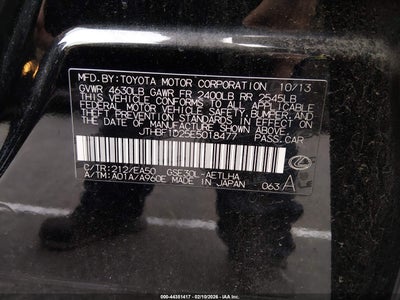 MFD. BY: TOYOTA MOTOR CORPORATION 10/13
GVWR 4630LB GAWR FR 2400LB RR 2545LB
THIS VEHICLE CONFORMS TO ALL APPLICABLE
FEDERAL MOTOR VEHICLE SAFETY, BUMPER, AND
THEFT PREVENTION STANDARDS IN EFFECT ON THE DATE OF
MANUFACTURE SHOWN ABOVE.
JTHBF1D25E5018477 PASS.CAR
C/TR: 212/EA50 GSE30L-AETLHA
A/TM: A01A/A960E MADE IN JAPAN 063 A
000-44351417 - 02/10/2026 - IAA Inc.